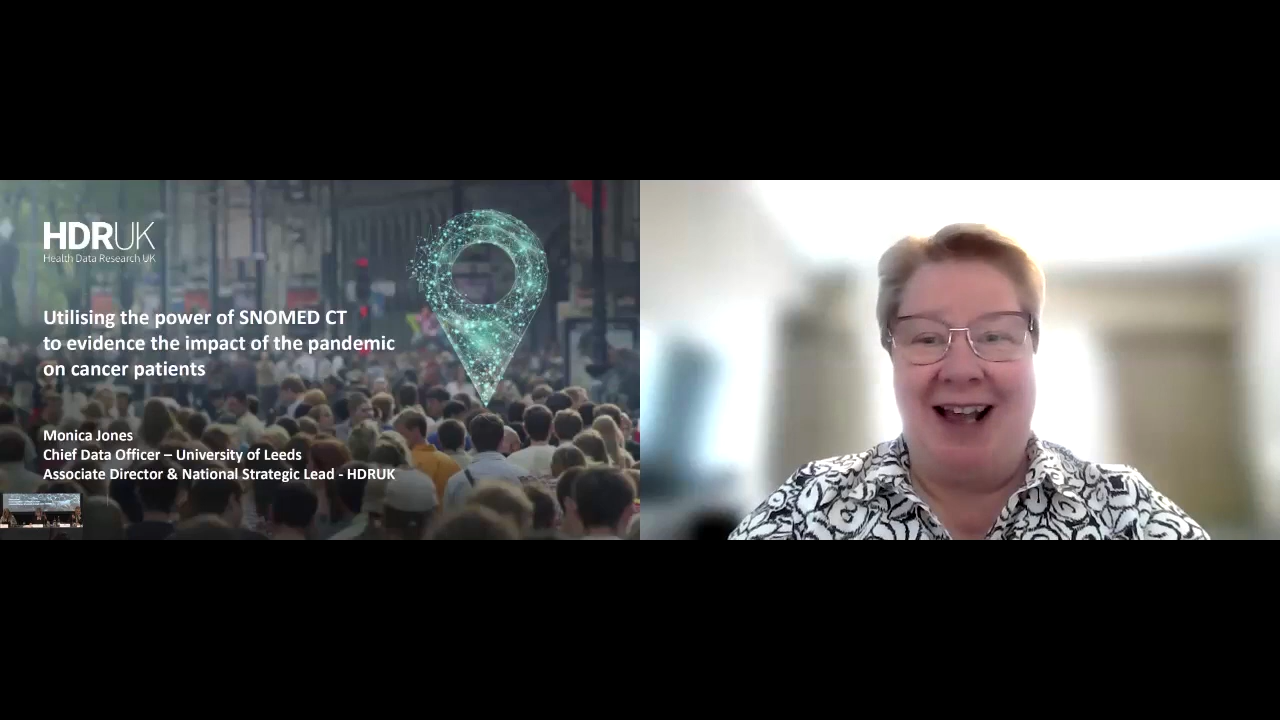 HDRUK
Health Data Research UK
Utilising the power of SNOMED CT
to evidence the impact of the pandemic
on cancer patients
Monica Jones
Chief Data Officer – University of Leeds
Associate Director & National Strategic Lead - HDRUK